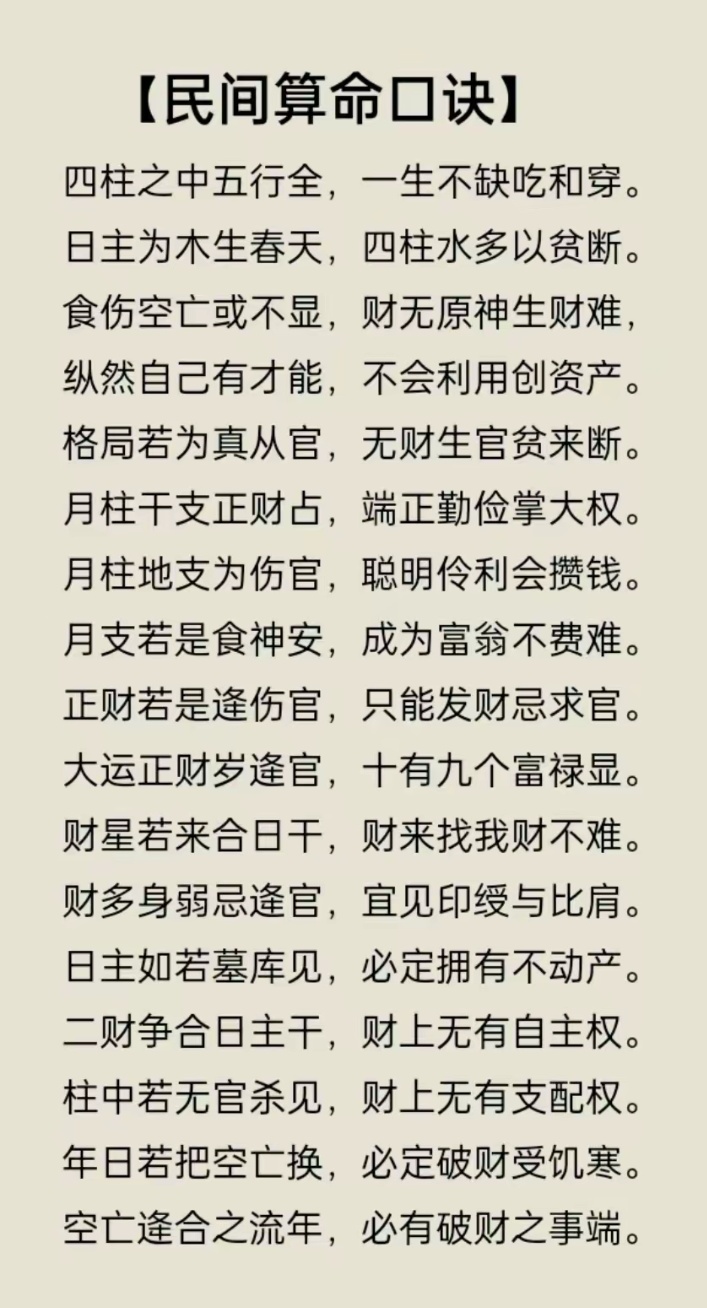 【民间算命口诀】
四柱之中五行全，一生不缺吃和穿。
日主为木生春天，四柱水多以贫断。
食伤空亡或不显，财无原神生财难，
纵然自己有才能，不会利用创资产。
格局若为真从官，无财生官贫来断。
月柱干支正财占，端正勤俭掌大权。
月柱地支为伤官，聪明伶利会攒钱。
月支若是食神安，成为富翁不费难。
正财若是逄伤官，只能发财忌求官。
大运正财岁逄官，十有九个富禄显。
财星若来合日干，财来找我财不难。
财多身弱忌逄官，宜见印绶与比肩。
日主如若墓库见，必定拥有不动产。
二财争合日主干，财上无有自主权。
柱中若无官杀见，财上无有支配权。
年日若把空亡换，必定破财受饥寒。
空亡逄合之流年，必有破财之事端。